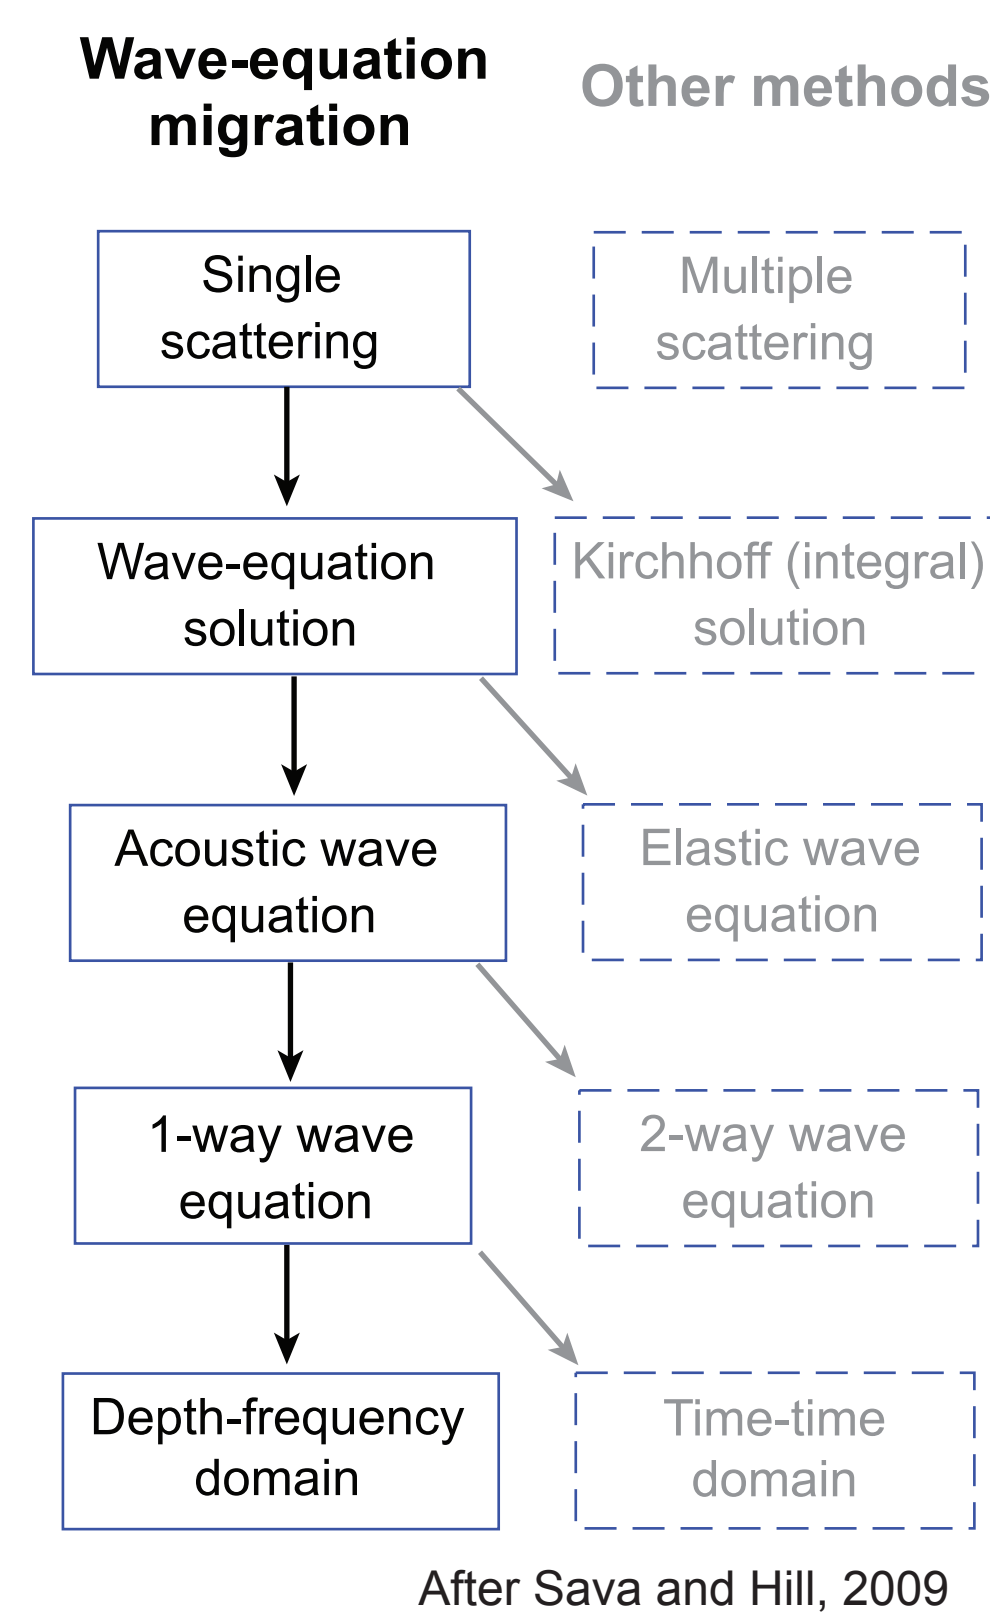 Wave-equation
migration
Other methods
Single
scattering
Multiple
scattering
Wave-equation
solution
Kirchhoff (integral)
solution
Acoustic wave
equation
Elastic wave
equation
1-way wave
equation
2-way wave
equation
Depth-frequency
domain
Time-time
domain
After Sava and Hill, 2009